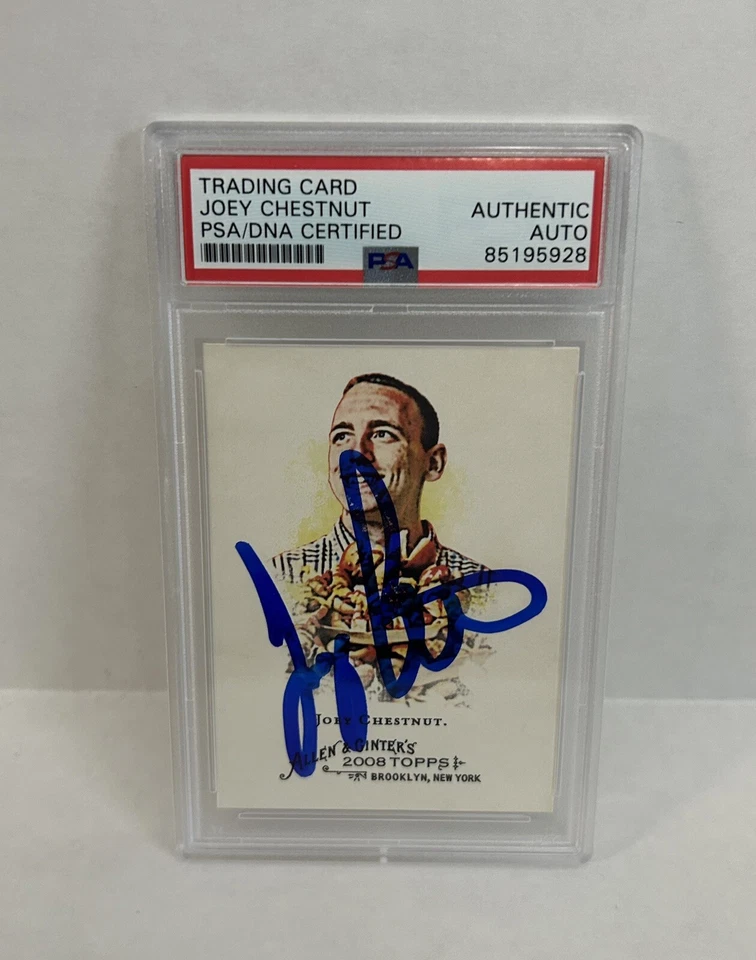 TRADING CARD
JOEY CHESTNUT
PSA/DNA CERTIFIED
AUTHENTIC
AUTO
85195928
PSA
JOEY CHESTNUT.
ALLEN & GINTER'S
2008 TOPPS
BROOKLYN, NEW YORK